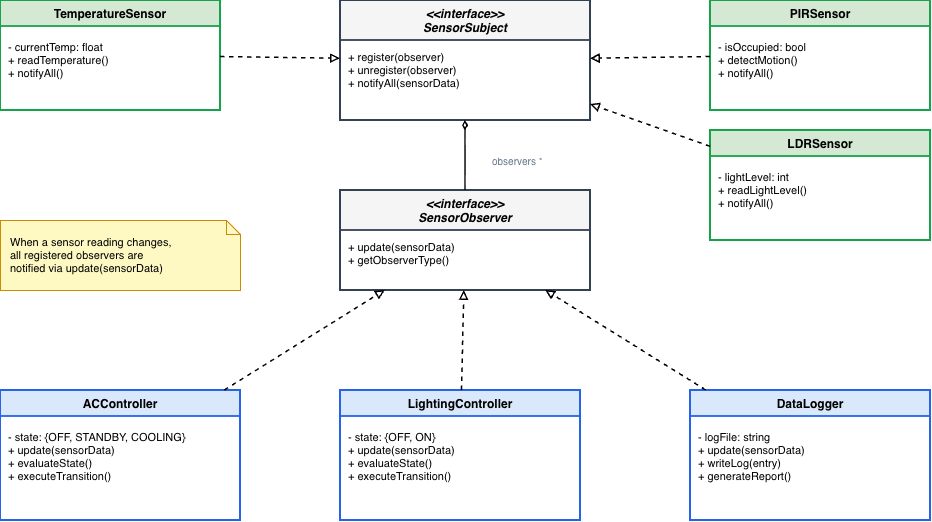 TemperatureSensor
- currentTemp: float
+ readTemperature()
+ notifyAll()
<<interface>>
SensorSubject
+ register(observer)
+ unregister(observer)
+ notifyAll(sensorData)
PIRSensor
- isOccupied: bool
+ detectMotion()
+ notifyAll()
LDRSensor
- lightLevel: int
+ readLightLevel()
+ notifyAll()
observers *
<<interface>>
SensorObserver
+ update(sensorData)
+ getObserverType()
When a sensor reading changes,
all registered observers are
notified via update(sensorData)
ACController
- state: {OFF, STANDBY, COOLING}
+ update(sensorData)
+ evaluateState()
+ executeTransition()
LightingController
- state: {OFF, ON}
+ update(sensorData)
+ evaluateState()
+ executeTransition()
DataLogger
- logFile: string
+ update(sensorData)
+ writeLog(entry)
+ generateReport()